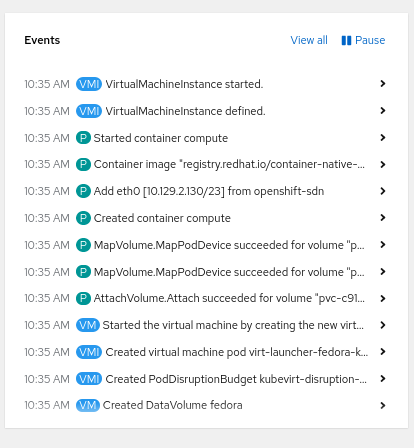 Events View all Pause
10:35 AM VMI VirtualMachineInstance started.
10:35 AM VMI VirtualMachineInstance defined.
10:35 AM P Started container compute
10:35 AM P Container image "registry.redhat.io/container-native-...
10:35 AM P Add eth0 [10.129.2.130/23] from openshift-sdn
10:35 AM P Created container compute
10:35 AM P MapVolume.MapPodDevice succeeded for volume "p...
10:35 AM P MapVolume.MapPodDevice succeeded for volume "p...
10:35 AM P AttachVolume.Attach succeeded for volume "pvc-c91...
10:35 AM VM Started the virtual machine by creating the new virt...
10:35 AM VMI Created virtual machine pod virt-launcher-fedora-k...
10:35 AM VMI Created PodDisruptionBudget kubevirt-disruption-...
10:35 AM VM Created DataVolume fedora